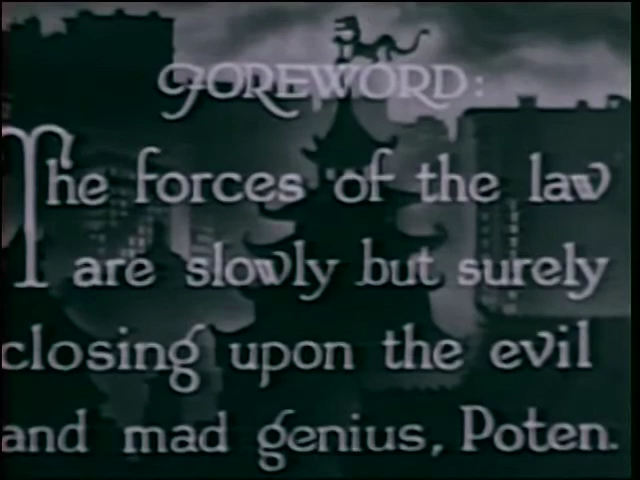 FOREWORD:
The forces of the law
are slowly but surely
closing upon the evil
and mad genius, Poten.